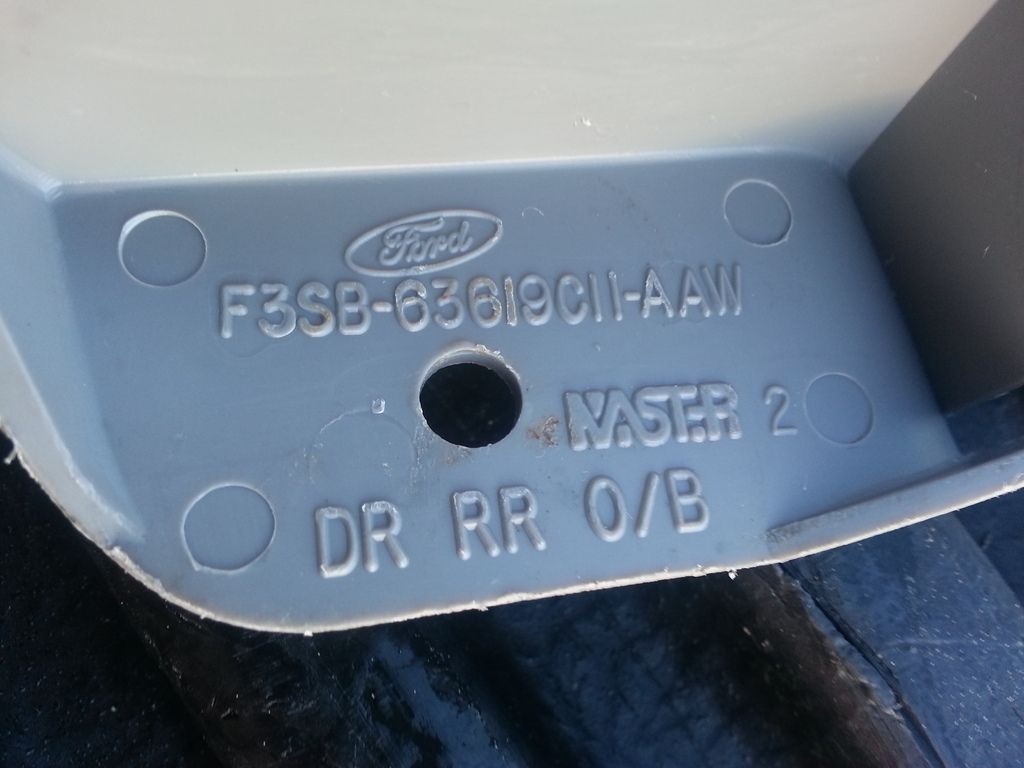 Ford
F3SB-63619C11-AAW
MASTER 2
DR RR O/B